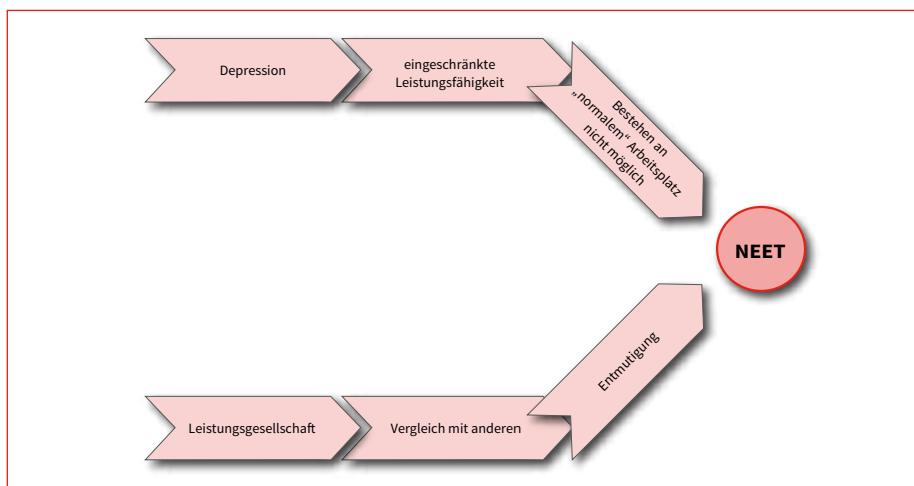 Depression
eingeschränkte
Leistungsfähigkeit
Bestehen an
„normalem“ Arbeitsplatz
nicht möglich
NEET
Entmutigung
Leistungsgesellschaft
Vergleich mit anderen